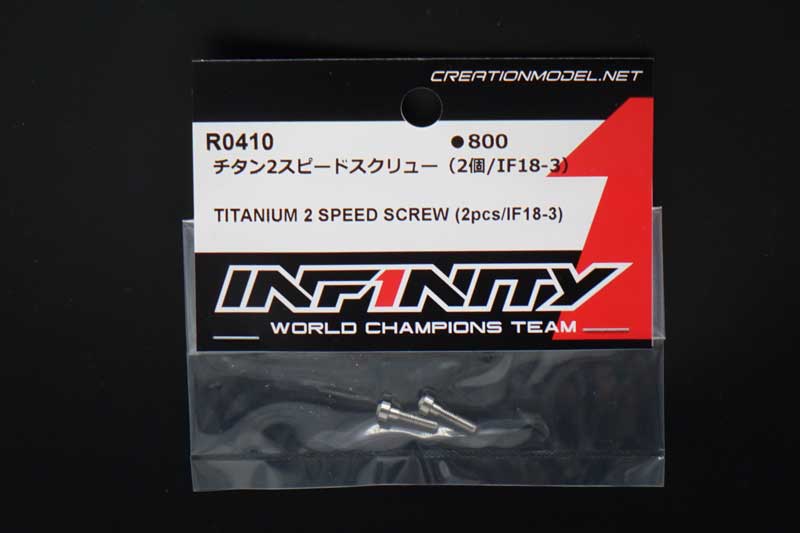 CREATIONMODEL.NET
R0410 ●800
チタン2スピードスクリュー（2個/IF18-3）
TITANIUM 2 SPEED SCREW (2pcs/IF18-3)
INF1NITY
WORLD CHAMPIONS TEAM